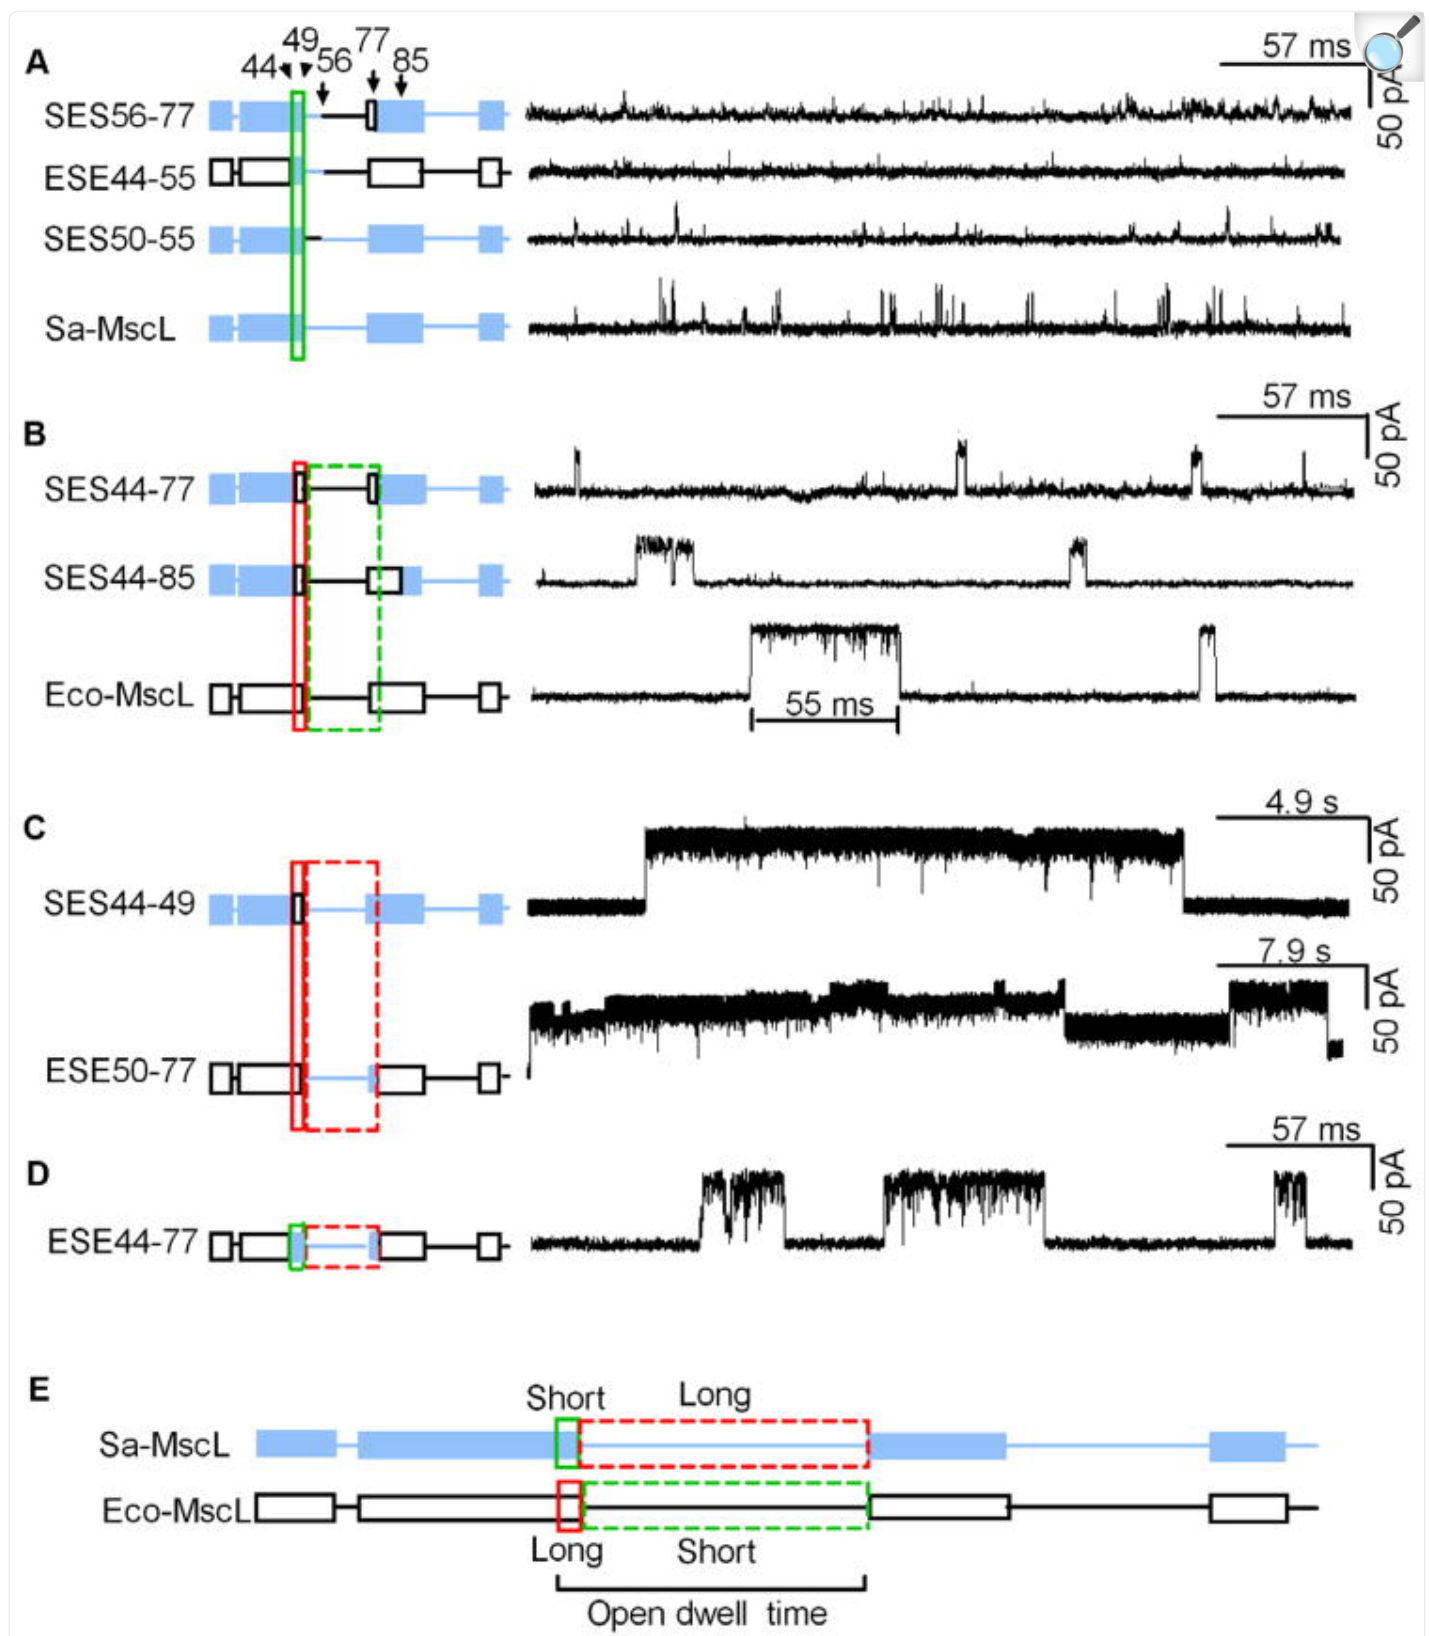 A
44 49 56 77 85
57 ms
50 pA
SES56-77
ESE44-55
SES50-55
Sa-MscL
B
57 ms
50 pA
SES44-77
SES44-85
Eco-MscL
55 ms
C
4.9 s
50 pA
SES44-49
7.9 s
50 pA
ESE50-77
D
57 ms
50 pA
ESE44-77
E
Short Long
Sa-MscL
Eco-MscL
Long Short
Open dwell time